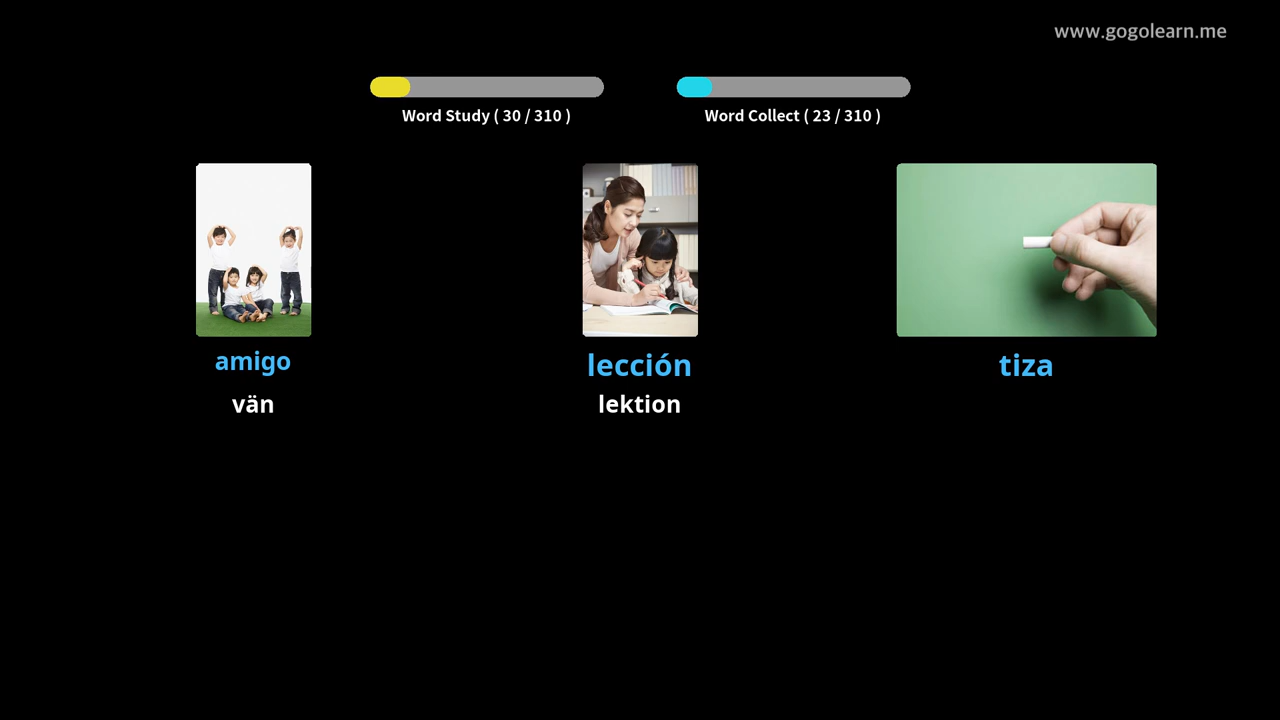 www.gogolearn.me
Word Study ( 30 / 310 )
Word Collect ( 23 / 310 )
amigo
vän
lección
lektion
tiza